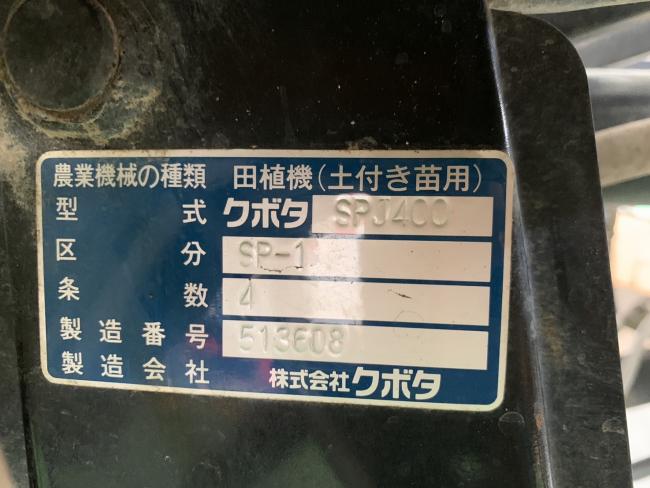 農業機械の種類 田植機(土付き苗用)
型式 クボタ SPJ400
区分 SP-1
条数 4
製造番号 513608
製造会社 株式会社クボタ